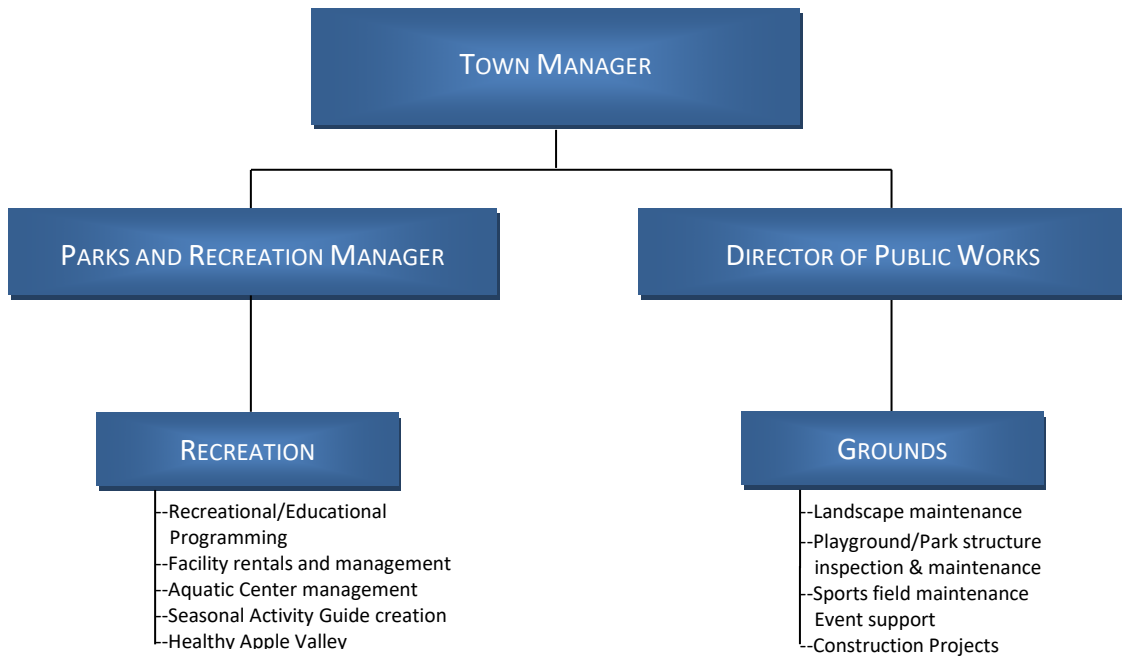 TOWN MANAGER
PARKS AND RECREATION MANAGER
DIRECTOR OF PUBLIC WORKS
RECREATION
--Recreational/Educational
Programming
--Facility rentals and management
--Aquatic Center management
--Seasonal Activity Guide creation
--Healthy Apple Valley
GROUNDS
--Landscape maintenance
--Playground/Park structure
inspection & maintenance
--Sports field maintenance
Event support
--Construction Projects